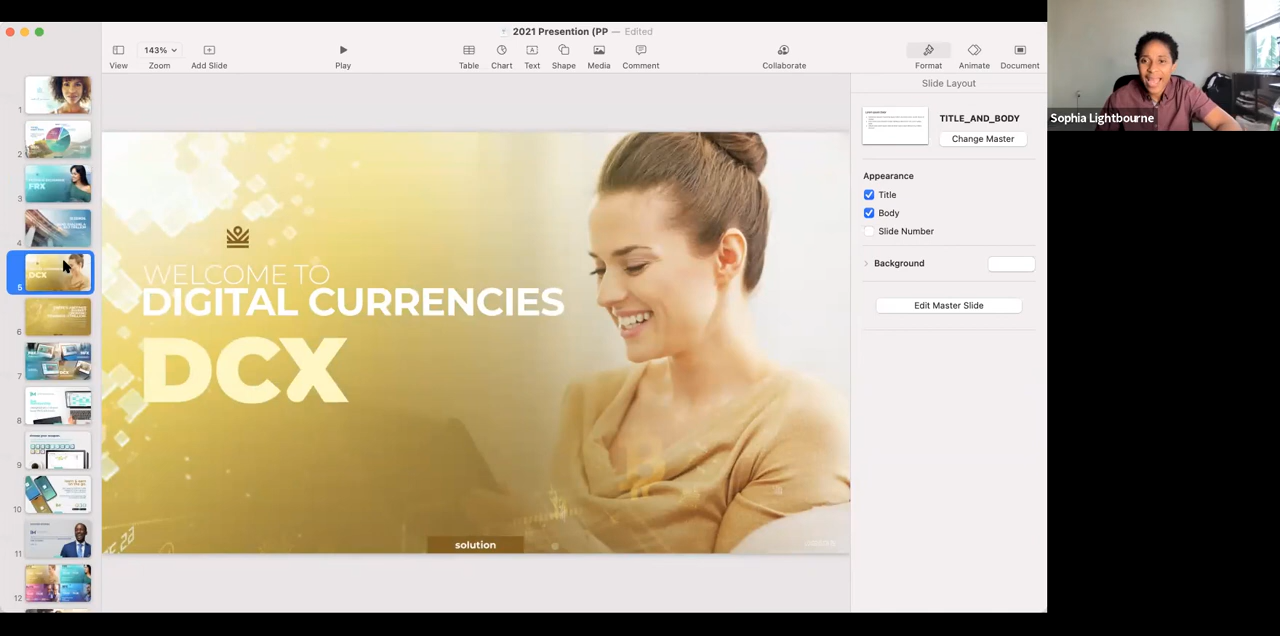 2021 Presention (PP — Edited
View
143%
Zoom
Add Slide
Play
Table
Chart
Text
Shape
Media
Comment
Collaborate
Format
Animate
Document
Slide Layout
TITLE_AND_BODY
Change Master
Appearance
Title
Body
Slide Number
Background
Edit Master Slide
1
2
3
FRX
4
5
DCX
6
7
8
9
10
11
12
WELCOME TO
DIGITAL CURRENCIES
DCX
solution
Sophia Lightbourne